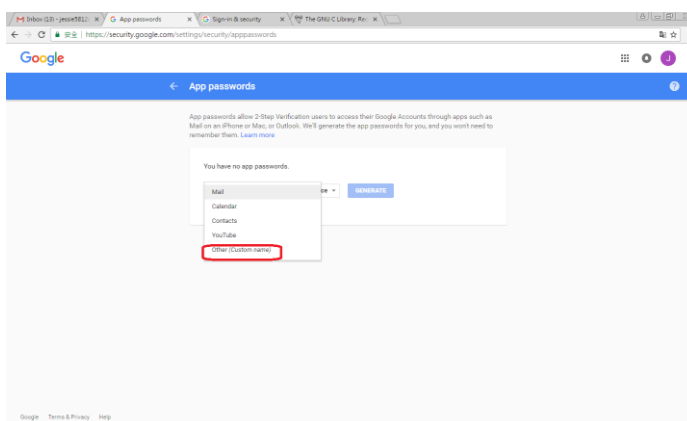 Inbox (13) - jessie5812
App passwords
Sign-in & security
The GNU C Library: Re
安全 | https://security.google.com/settings/security/apppasswords
Google
J
App passwords
App passwords allow 2-Step Verification users to access their Google Accounts through apps such as
Mail on an iPhone or Mac, or Outlook. We'll generate the app passwords for you, and you won't need to
remember them. Learn more
You have no app passwords.
Mail
ce
GENERATE
Calendar
Contacts
YouTube
Other (Custom name)
Google Terms & Privacy Help